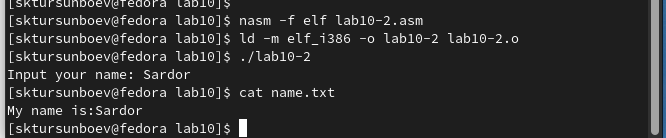 [sktursunboev@fedora lab10]$
[sktursunboev@fedora lab10]$ nasm -f elf lab10-2.asm
[sktursunboev@fedora lab10]$ ld -m elf_i386 -o lab10-2 lab10-2.o
[sktursunboev@fedora lab10]$ ./lab10-2
Input your name: Sardor
[sktursunboev@fedora lab10]$ cat name.txt
My name is:Sardor
[sktursunboev@fedora lab10]$